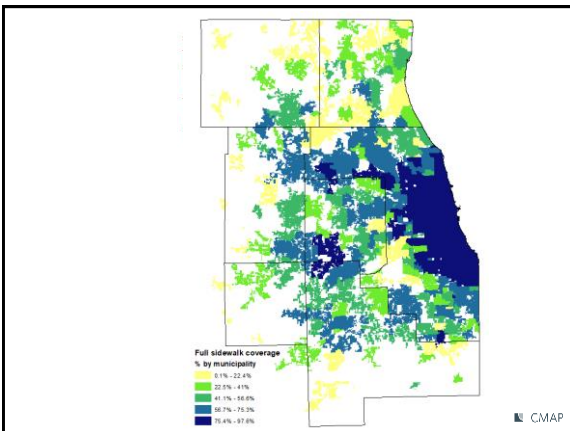 Full sidewalk coverage
% by municipality
0.1% - 22.4%
22.5% - 41%
41.1% - 56.6%
56.7% - 75.3%
75.4% - 97.6%
CMAP